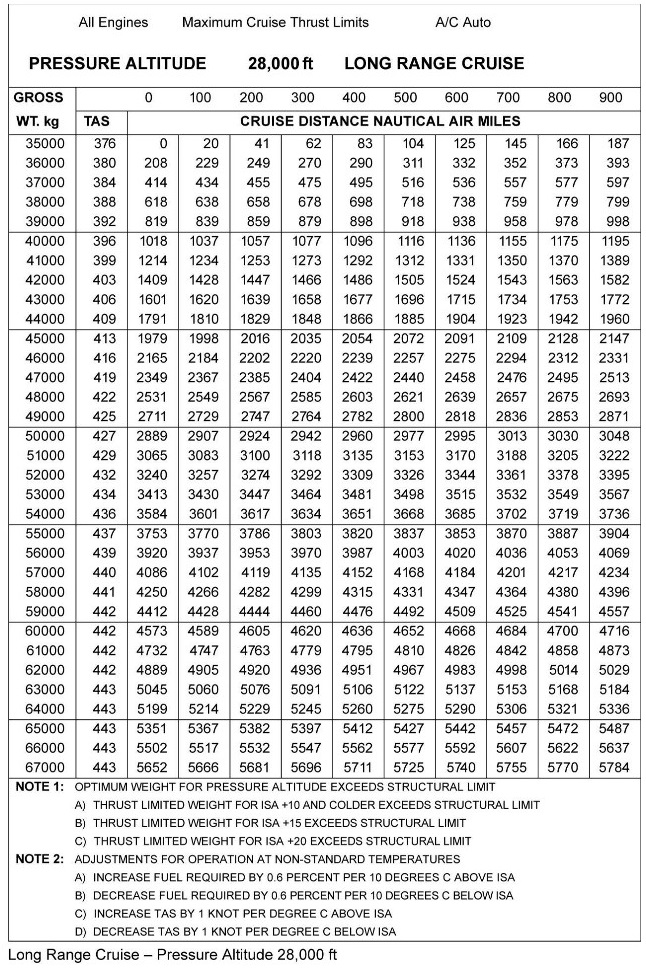 All Engines Maximum Cruise Thrust Limits A/C Auto
PRESSURE ALTITUDE 28,000 ft LONG RANGE CRUISE
GROSS 0 100 200 300 400 500 600 700 800 900
WT. kg TAS CRUISE DISTANCE NAUTICAL AIR MILES
35000 376 0 20 41 62 83 104 125 145 166 187
36000 380 208 229 249 270 290 311 332 352 373 393
37000 384 414 434 455 475 495 516 536 557 577 597
38000 388 618 638 658 678 698 718 738 759 779 799
39000 392 819 839 859 879 898 918 938 958 978 998
40000 396 1018 1037 1057 1077 1096 1116 1136 1155 1175 1195
41000 399 1214 1234 1253 1273 1292 1312 1331 1350 1370 1389
42000 403 1409 1428 1447 1466 1486 1505 1524 1543 1563 1582
43000 406 1601 1620 1639 1658 1677 1696 1715 1734 1753 1772
44000 409 1791 1810 1829 1848 1866 1885 1904 1923 1942 1960
45000 413 1979 1998 2016 2035 2054 2072 2091 2109 2128 2147
46000 416 2165 2184 2202 2220 2239 2257 2275 2294 2312 2331
47000 419 2349 2367 2385 2404 2422 2440 2458 2476 2495 2513
48000 422 2531 2549 2567 2585 2603 2621 2639 2657 2675 2693
49000 425 2711 2729 2747 2764 2782 2800 2818 2836 2853 2871
50000 427 2889 2907 2924 2942 2960 2977 2995 3013 3030 3048
51000 429 3065 3083 3100 3118 3135 3153 3170 3188 3205 3222
52000 432 3240 3257 3274 3292 3309 3326 3344 3361 3378 3395
53000 434 3413 3430 3447 3464 3481 3498 3515 3532 3549 3567
54000 436 3584 3601 3617 3634 3651 3668 3685 3702 3719 3736
55000 437 3753 3770 3786 3803 3820 3837 3853 3870 3887 3904
56000 439 3920 3937 3953 3970 3987 4003 4020 4036 4053 4069
57000 440 4086 4102 4119 4135 4152 4168 4184 4201 4217 4234
58000 441 4250 4266 4282 4299 4315 4331 4347 4364 4380 4396
59000 442 4412 4428 4444 4460 4476 4492 4509 4525 4541 4557
60000 442 4573 4589 4605 4620 4636 4652 4668 4684 4700 4716
61000 442 4732 4747 4763 4779 4795 4810 4826 4842 4858 4873
62000 442 4889 4905 4920 4936 4951 4967 4983 4998 5014 5029
63000 443 5045 5060 5076 5091 5106 5122 5137 5153 5168 5184
64000 443 5199 5214 5229 5245 5260 5275 5290 5306 5321 5336
65000 443 5351 5367 5382 5397 5412 5427 5442 5457 5472 5487
66000 443 5502 5517 5532 5547 5562 5577 5592 5607 5622 5637
67000 443 5652 5666 5681 5696 5711 5725 5740 5755 5770 5784
NOTE 1: OPTIMUM WEIGHT FOR PRESSURE ALTITUDE EXCEEDS STRUCTURAL LIMIT
A) THRUST LIMITED WEIGHT FOR ISA +10 AND COLDER EXCEEDS STRUCTURAL LIMIT
B) THRUST LIMITED WEIGHT FOR ISA +15 EXCEEDS STRUCTURAL LIMIT
C) THRUST LIMITED WEIGHT FOR ISA +20 EXCEEDS STRUCTURAL LIMIT
NOTE 2: ADJUSTMENTS FOR OPERATION AT NON-STANDARD TEMPERATURES
A) INCREASE FUEL REQUIRED BY 0.6 PERCENT PER 10 DEGREES C ABOVE ISA
B) DECREASE FUEL REQUIRED BY 0.6 PERCENT PER 10 DEGREES C BELOW ISA
C) INCREASE TAS BY 1 KNOT PER DEGREE C ABOVE ISA
D) DECREASE TAS BY 1 KNOT PER DEGREE C BELOW ISA
Long Range Cruise – Pressure Altitude 28,000 ft